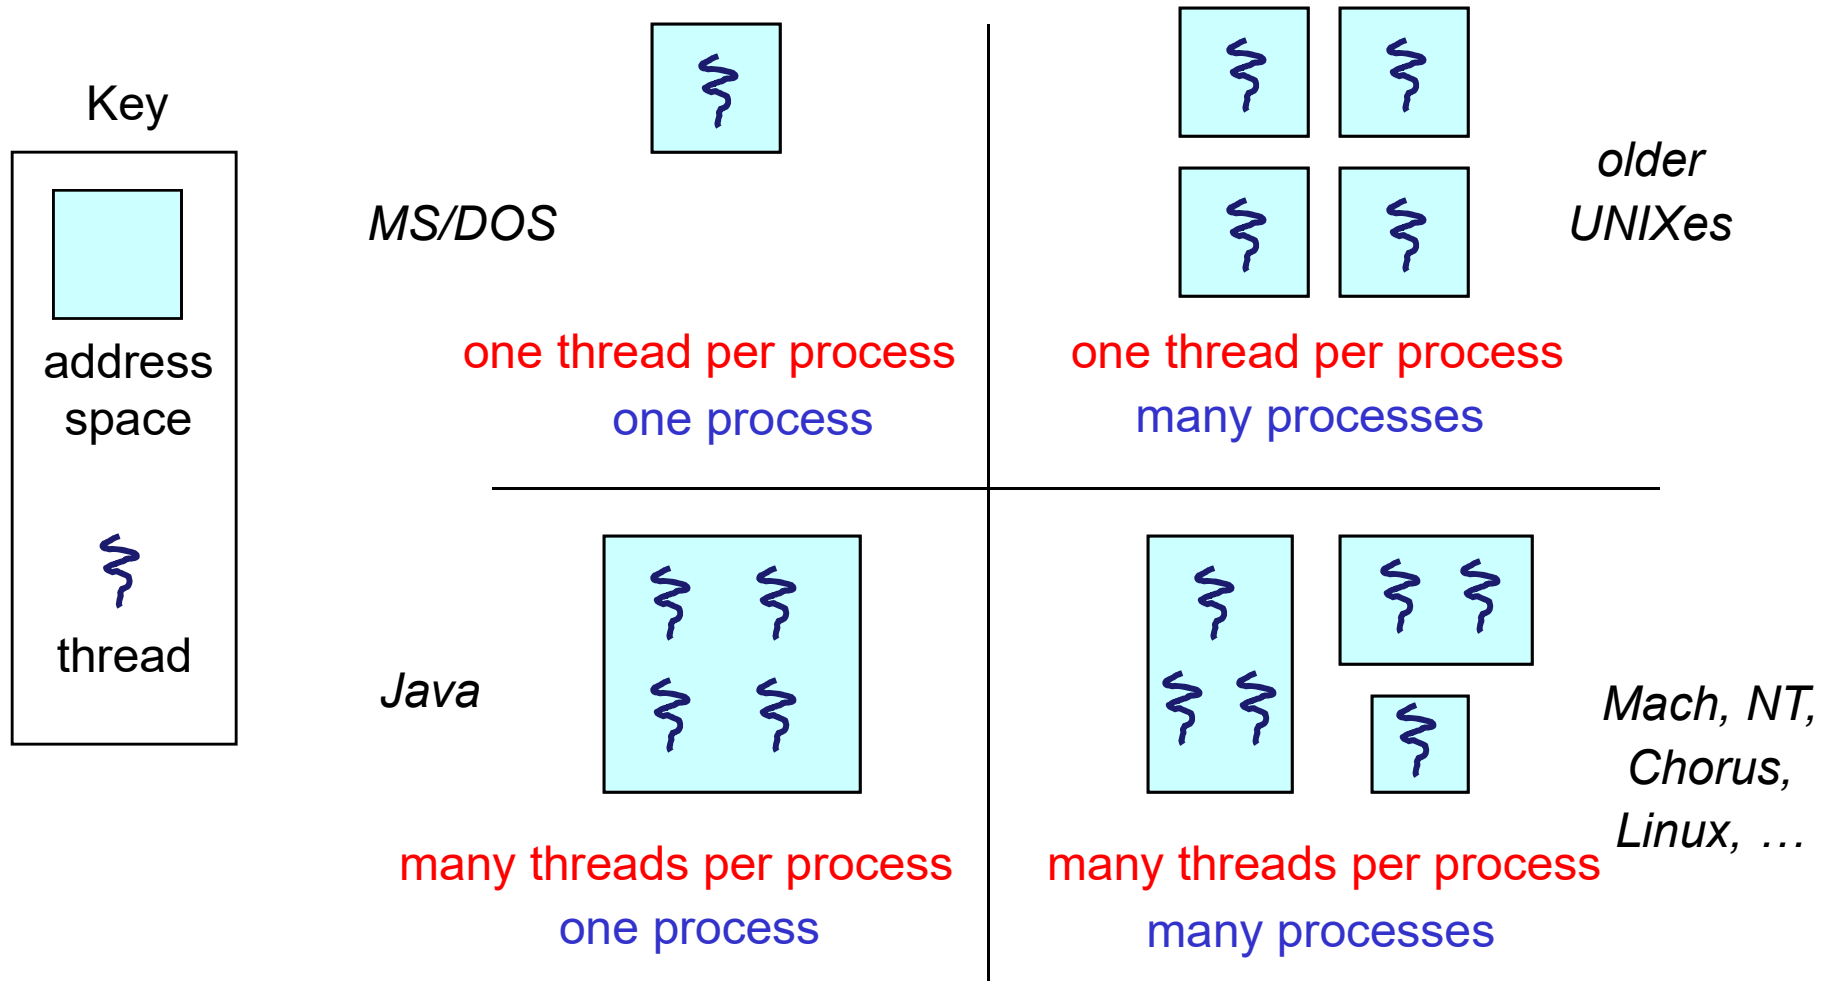 Key
address
space
thread
MS/DOS
one thread per process
one process
older
UNIXes
one thread per process
many processes
Java
many threads per process
one process
Mach, NT,
Chorus,
Linux, …
many threads per process
many processes